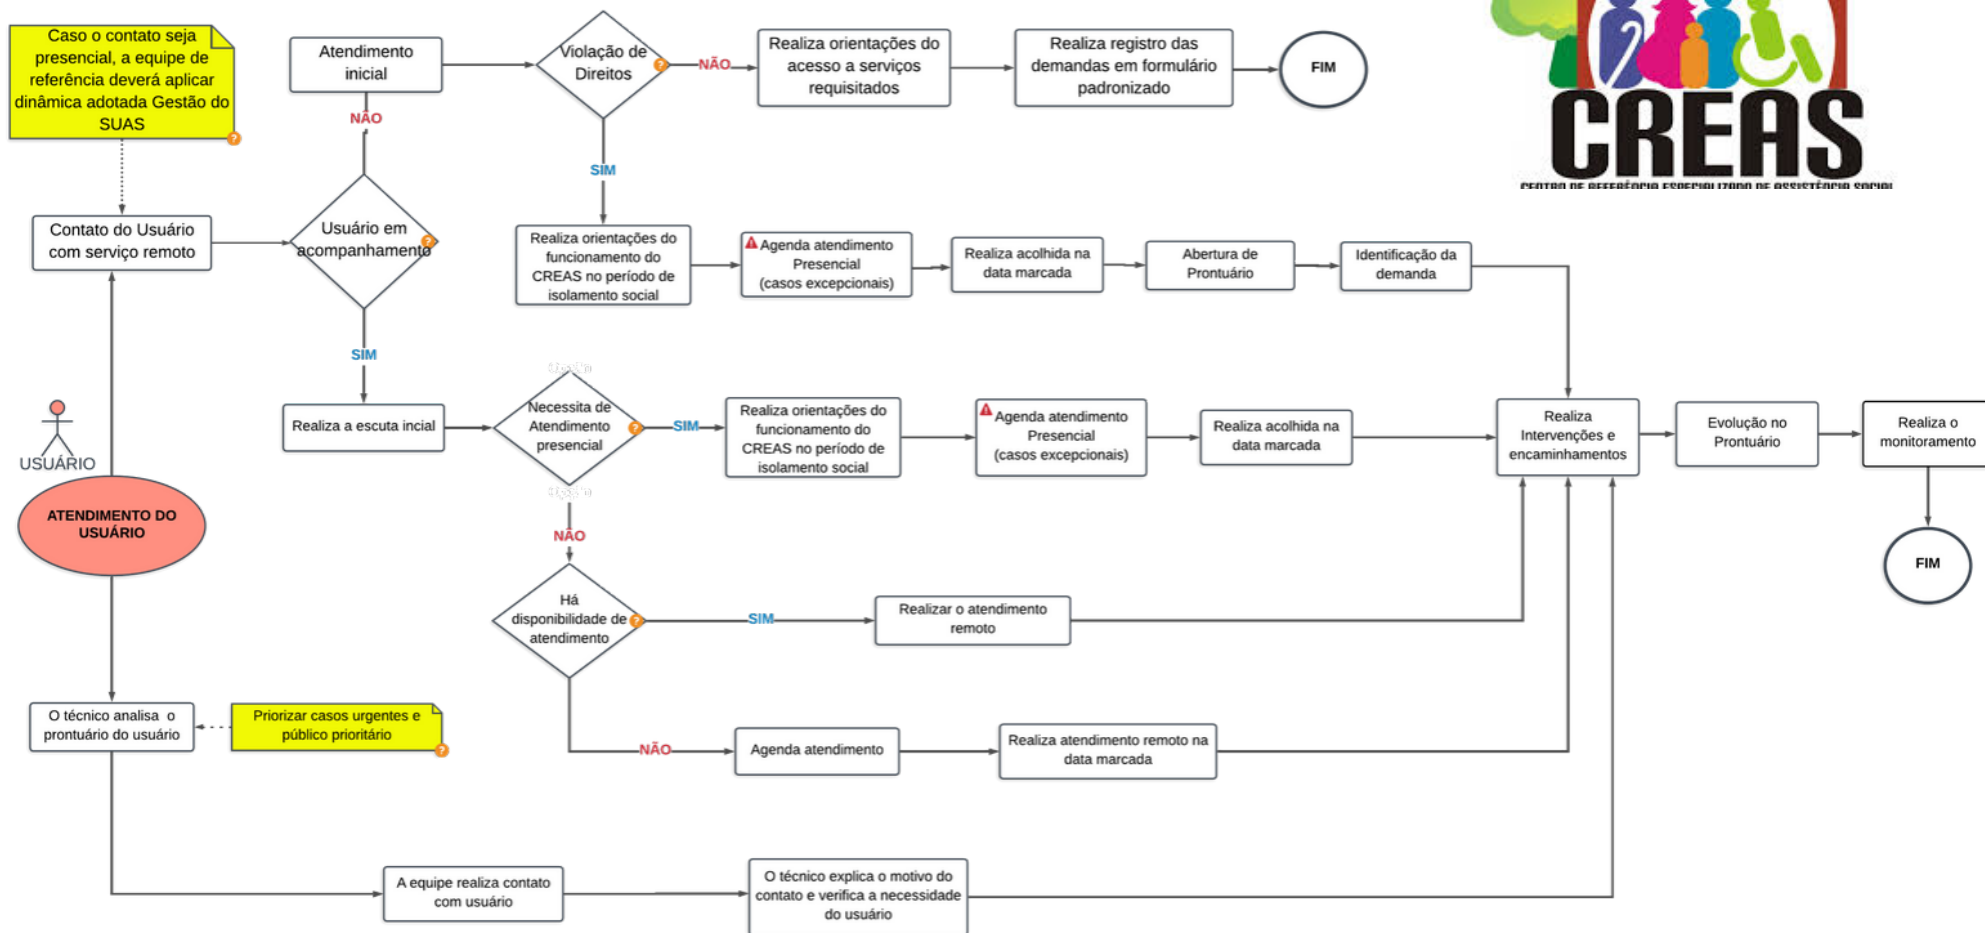 Caso o contato seja
presencial, a equipe de
referência deverá aplicar
dinâmica adotada Gestão do
SUAS
?
Atendimento
inicial
Violação de
Direitos
?
NÃO
Realiza orientações do
acesso a serviços
requisitados
Realiza registro das
demandas em formulário
padronizado
FIM
CREAS
CENTRO DE REFERÊNCIA ESPECIALIZADO DE ASSISTÊNCIA SOCIAL
NÃO
SIM
Contato do Usuário
com serviço remoto
Usuário em
acompanhamento
?
Realiza orientações do
funcionamento do
CREAS no período de
isolamento social
Agenda atendimento
Presencial
(casos excepcionais)
Realiza acolhida na
data marcada
Abertura de
Prontuário
Identificação da
demanda
SIM
USUÁRIO
Realiza a escuta incial
Necessita de
Atendimento
presencial
?
SIM
Realiza orientações do
funcionamento do
CREAS no período de
isolamento social
Agenda atendimento
Presencial
(casos excepcionais)
Realiza acolhida na
data marcada
Realiza
Intervenções e
encaminhamentos
Evolução no
Prontuário
Realiza o
monitoramento
ATENDIMENTO DO
USUÁRIO
NÃO
FIM
Há
disponibilidade de
atendimento
?
SIM
Realizar o atendimento
remoto
O técnico analisa o
prontuário do usuário
Priorizar casos urgentes e
público prioritário
?
NÃO
Agenda atendimento
Realiza atendimento remoto na
data marcada
A equipe realiza contato
com usuário
O técnico explica o motivo do
contato e verifica a necessidade
do usuário